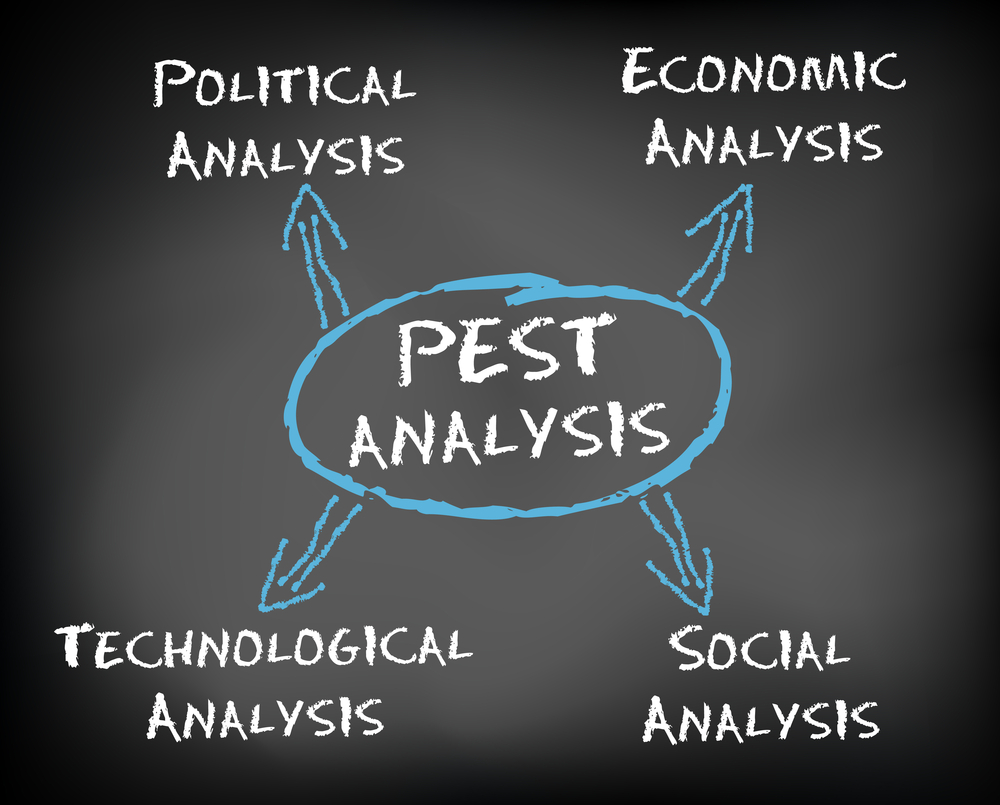 Political
Analysis
Economic
Analysis
PEST
Analysis
Technological
Analysis
Social
Analysis